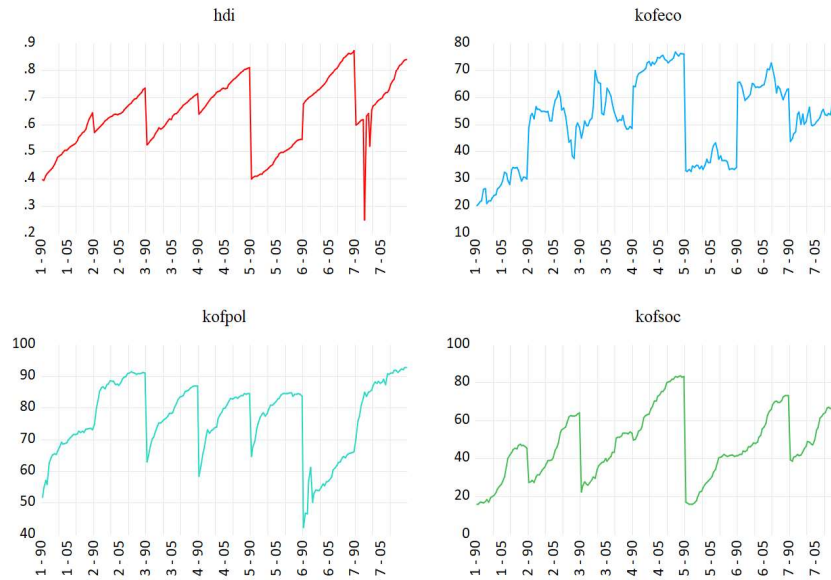 hdi
.9
.8
.7
.6
.5
.4
.3
.2
1 - 90
1 - 05
2 - 90
2 - 05
3 - 90
3 - 05
4 - 90
4 - 05
5 - 90
5 - 05
6 - 90
6 - 05
7 - 90
7 - 05
kofeco
80
70
60
50
40
30
20
10
1 - 90
1 - 05
2 - 90
2 - 05
3 - 90
3 - 05
4 - 90
4 - 05
5 - 90
5 - 05
6 - 90
6 - 05
7 - 90
7 - 05
kofpol
100
90
80
70
60
50
40
1 - 90
1 - 05
2 - 90
2 - 05
3 - 90
3 - 05
4 - 90
4 - 05
5 - 90
5 - 05
6 - 90
6 - 05
7 - 90
7 - 05
kofsoc
100
80
60
40
20
0
1 - 90
1 - 05
2 - 90
2 - 05
3 - 90
3 - 05
4 - 90
4 - 05
5 - 90
5 - 05
6 - 90
6 - 05
7 - 90
7 - 05